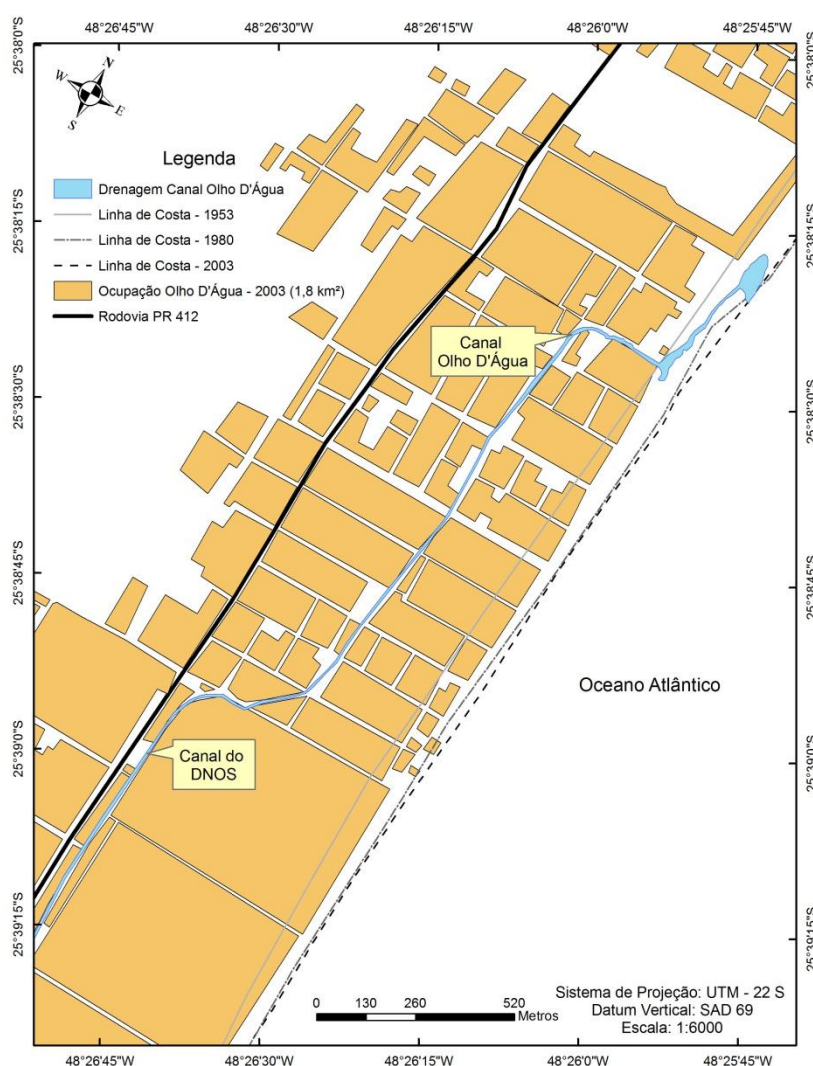 48°26'45"W
48°26'30"W
48°26'15"W
48°26'0"W
48°25'45"W
25°38'0"S
25°38'0"S
N
W
E
S
Legenda
Drenagem Canal Olho D'Água
Linha de Costa - 1953
Linha de Costa - 1980
Linha de Costa - 2003
Ocupação Olho D'Água - 2003 (1,8 km²)
Rodovia PR 412
25°38'15"S
25°38'15"S
Canal
Olho D'Água
25°38'30"S
25°38'30"S
25°38'45"S
25°38'45"S
Oceano Atlântico
Canal do
DNOS
25°39'0"S
25°39'0"S
25°39'15"S
25°39'15"S
0 130 260 520
Metros
Sistema de Projeção: UTM - 22 S
Datum Vertical: SAD 69
Escala: 1:6000
48°26'45"W
48°26'30"W
48°26'15"W
48°26'0"W
48°25'45"W